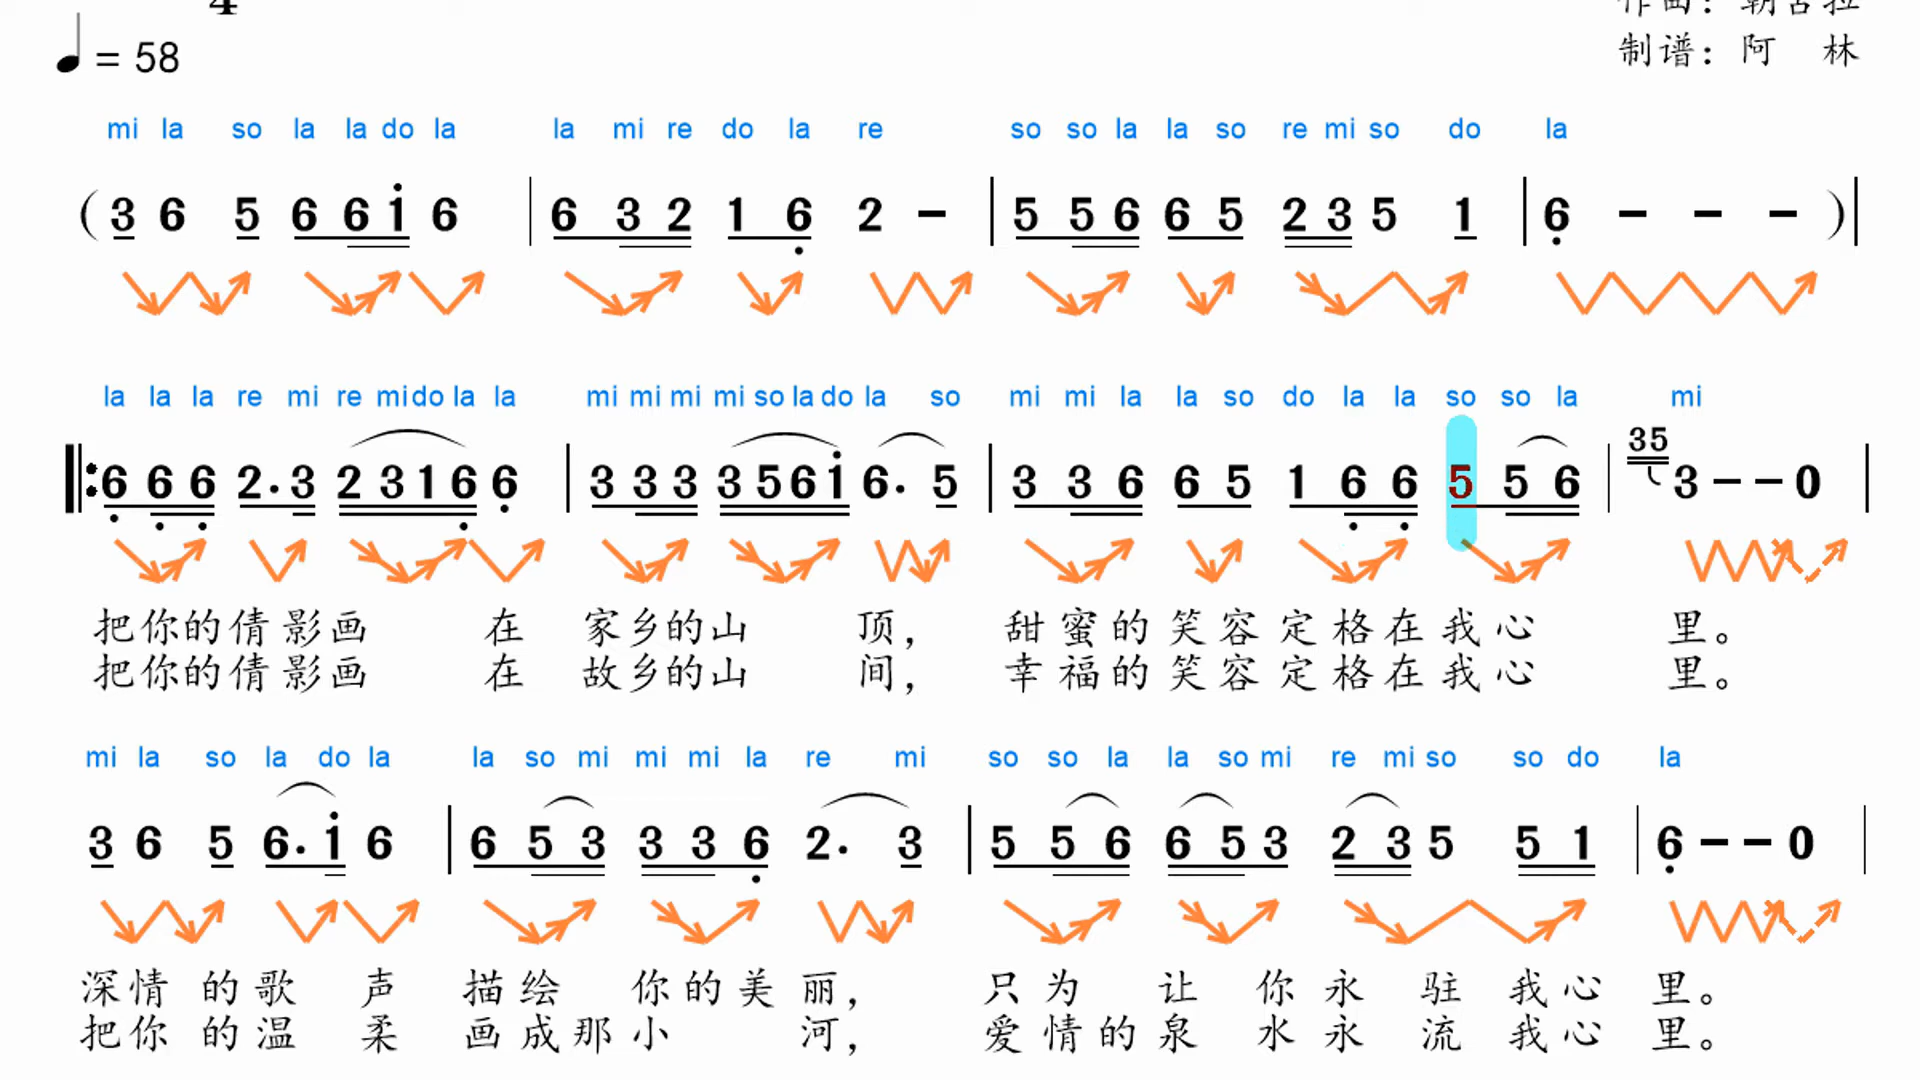 4
♩= 58
作曲：朝吉拉
制谱：阿 林
mi la so la la do la la mi re do la re so so la la so re mi so do la
( 3 6 5 6 6 1 6 | 6 3 2 1 6 2 - | 5 5 6 6 5 2 3 5 1 | 6 - - - ) |
la la la re mi re mi do la la mi mi mi mi so la do la so mi mi la la so do la la so so la mi
35
|: 6 6 6 2 . 3 2 3 1 6 6 | 3 3 3 3 5 6 1 6 . 5 | 3 3 6 6 5 1 6 6 5 5 6 | 3 - - 0 |
把你的倩影画 在 家乡的山 顶， 甜蜜的笑容定格在我心 里。
把你的倩影画 在 故乡的山 间， 幸福的笑容定格在我心 里。
mi la so la do la la so mi mi mi la re mi so so la la so mi re mi so so do la
3 6 5 6 . 1 6 | 6 5 3 3 3 6 2 . 3 | 5 5 6 6 5 3 2 3 5 5 1 | 6 - - 0 |
深情 的歌 声 描绘 你的美丽， 只为 让 你永 驻 我心 里。
把你 的温 柔 画成那小 河， 爱情的泉 水永 流 我心 里。